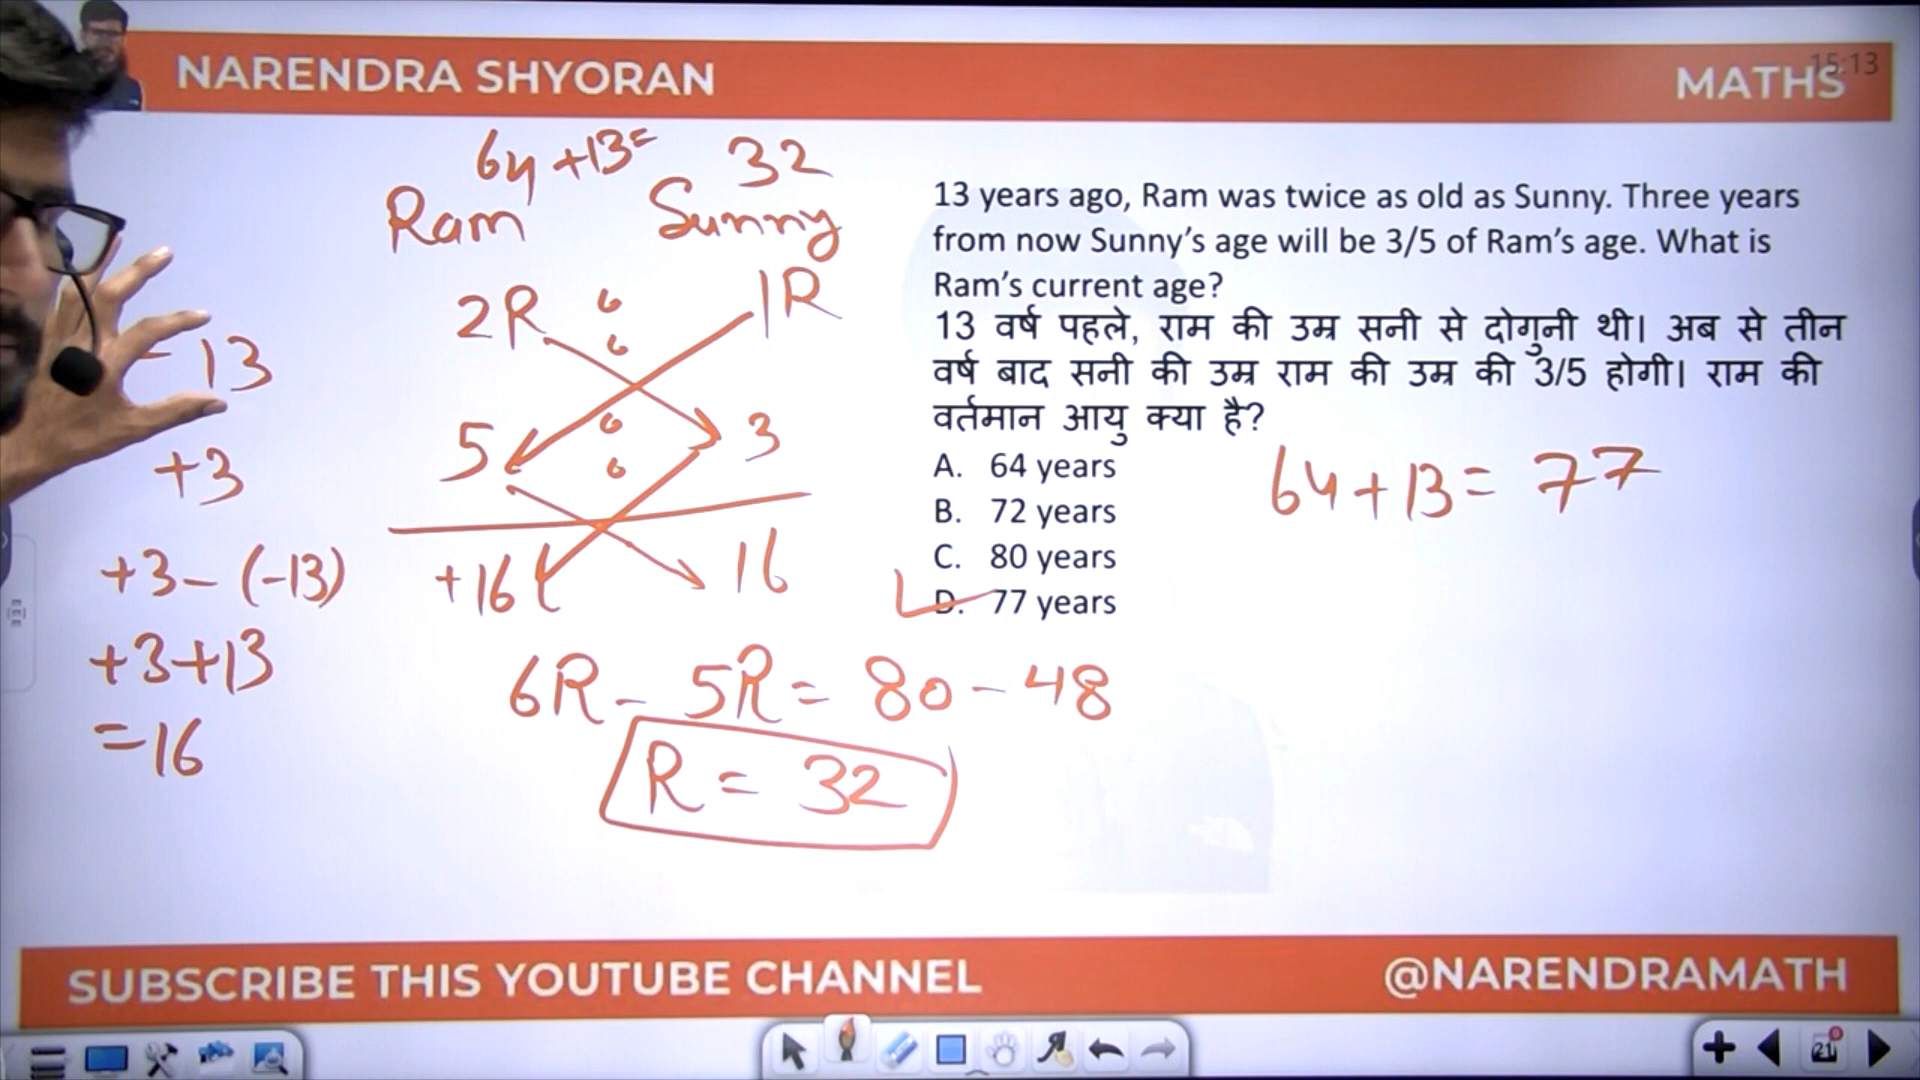 NARENDRA SHYORAN
MATHS
15:13
64 +13=
32
Ram
Sunny
2R : : 1R
5 : : 3
+16
16
-13
+3
+3-(-13)
+3+13
=16
6R - 5R = 80 - 48
R = 32
13 years ago, Ram was twice as old as Sunny. Three years
from now Sunny’s age will be 3/5 of Ram’s age. What is
Ram’s current age?
13 वर्ष पहले, राम की उम्र सनी से दोगुनी थी। अब से तीन
वर्ष बाद सनी की उम्र राम की उम्र की 3/5 होगी। राम की
वर्तमान आयु क्या है?
A. 64 years
B. 72 years
C. 80 years
D. 77 years
64+13= 77
SUBSCRIBE THIS YOUTUBE CHANNEL
@NARENDRAMATH
21